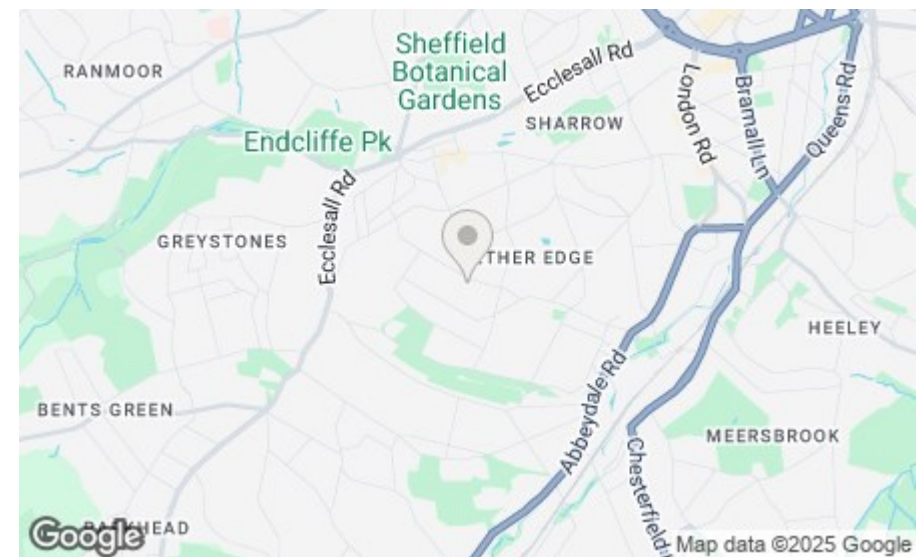 Sheffield
Botanical
Gardens
Ecclesall Rd
RANMOOR
SHARROW
London Rd
Bramall Ln
Queens Rd
Endcliffe Pk
Ecclesall Rd
GREYSTONES
THER EDGE
HEELEY
Abbeydale Rd
BENTS GREEN
MEERSBROOK
Chesterfield
Google
HEAD
Map data ©2025 Google